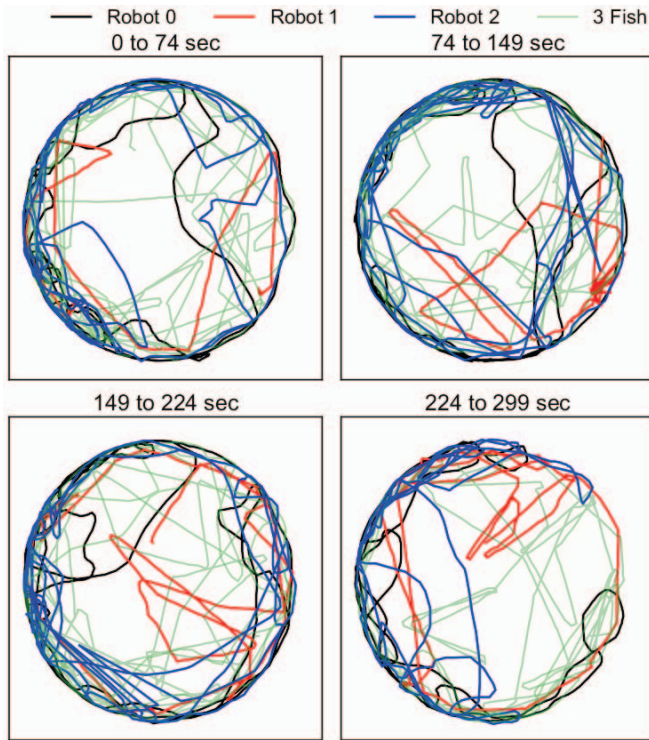 Robot 0 Robot 1 Robot 2 3 Fish
0 to 74 sec 74 to 149 sec
149 to 224 sec 224 to 299 sec